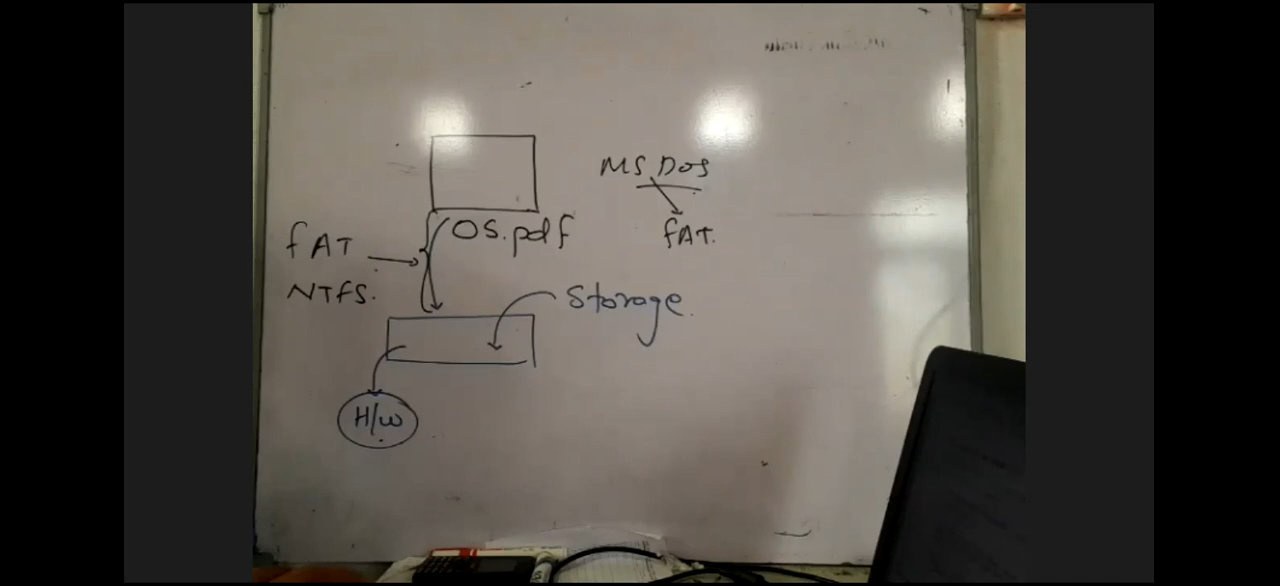 MS DOS
OS.pdf
fAT.
fAT
NTFS.
Storage.
H/w